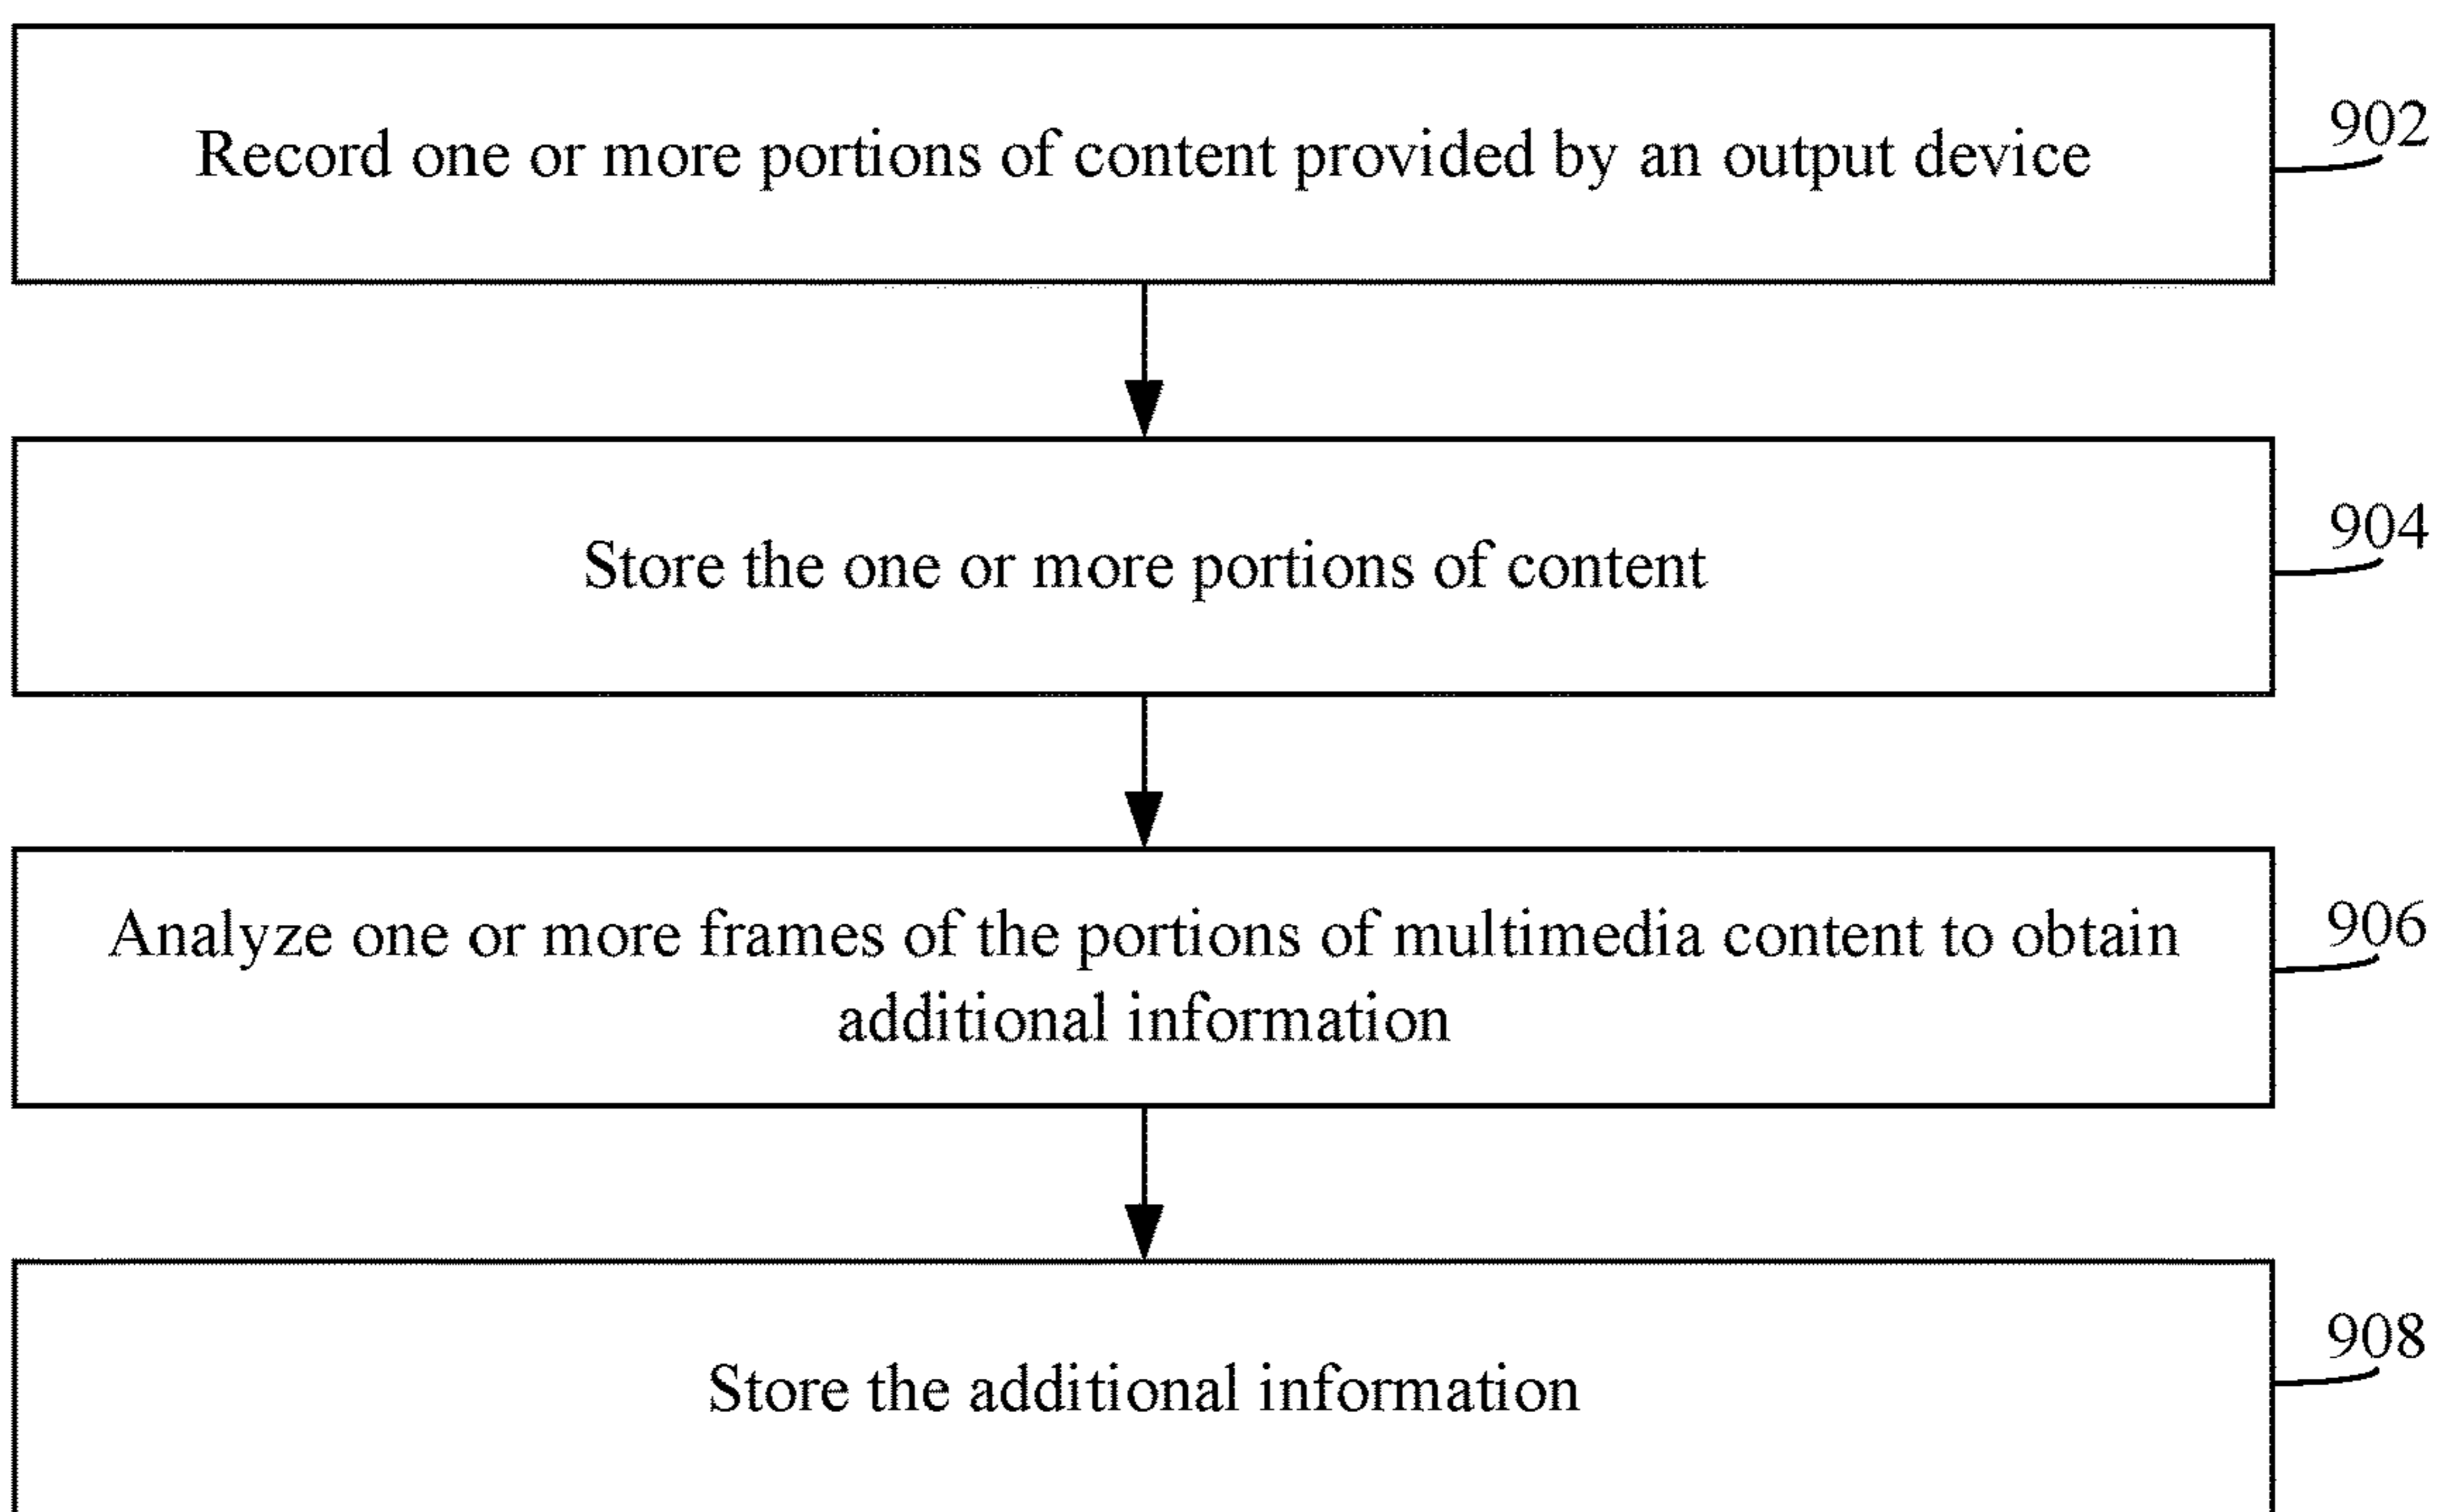 Record one or more portions of content provided by an output device
902
Store the one or more portions of content
904
Analyze one or more frames of the portions of multimedia content to obtain
additional information
906
Store the additional information
908